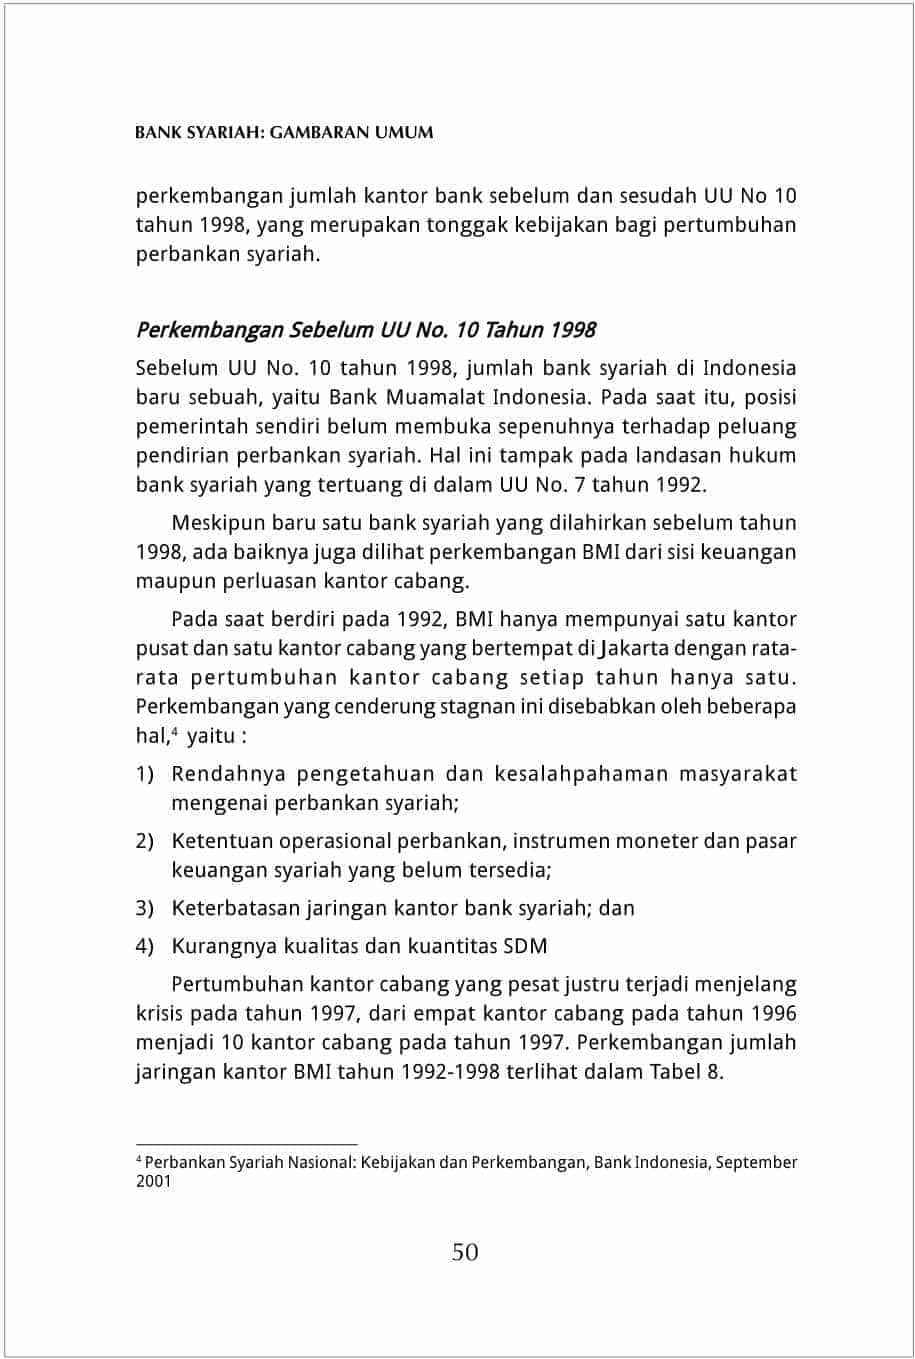 BANK SYARIAH: GAMBARAN UMUM
perkembangan jumlah kantor bank sebelum dan sesudah UU No 10
tahun 1998, yang merupakan tonggak kebijakan bagi pertumbuhan
perbankan syariah.
Perkembangan Sebelum UU No. 10 Tahun 1998
Sebelum UU No. 10 tahun 1998, jumlah bank syariah di Indonesia
baru sebuah, yaitu Bank Muamalat Indonesia. Pada saat itu, posisi
pemerintah sendiri belum membuka sepenuhnya terhadap peluang
pendirian perbankan syariah. Hal ini tampak pada landasan hukum
bank syariah yang tertuang di dalam UU No. 7 tahun 1992.
Meskipun baru satu bank syariah yang dilahirkan sebelum tahun
1998, ada baiknya juga dilihat perkembangan BMI dari sisi keuangan
maupun perluasan kantor cabang.
Pada saat berdiri pada 1992, BMI hanya mempunyai satu kantor
pusat dan satu kantor cabang yang bertempat di Jakarta dengan rata-
rata pertumbuhan kantor cabang setiap tahun hanya satu.
Perkembangan yang cenderung stagnan ini disebabkan oleh beberapa
hal,⁴ yaitu :
1) Rendahnya pengetahuan dan kesalahpahaman masyarakat
mengenai perbankan syariah;
2) Ketentuan operasional perbankan, instrumen moneter dan pasar
keuangan syariah yang belum tersedia;
3) Keterbatasan jaringan kantor bank syariah; dan
4) Kurangnya kualitas dan kuantitas SDM
Pertumbuhan kantor cabang yang pesat justru terjadi menjelang
krisis pada tahun 1997, dari empat kantor cabang pada tahun 1996
menjadi 10 kantor cabang pada tahun 1997. Perkembangan jumlah
jaringan kantor BMI tahun 1992-1998 terlihat dalam Tabel 8.
⁴ Perbankan Syariah Nasional: Kebijakan dan Perkembangan, Bank Indonesia, September
2001
50